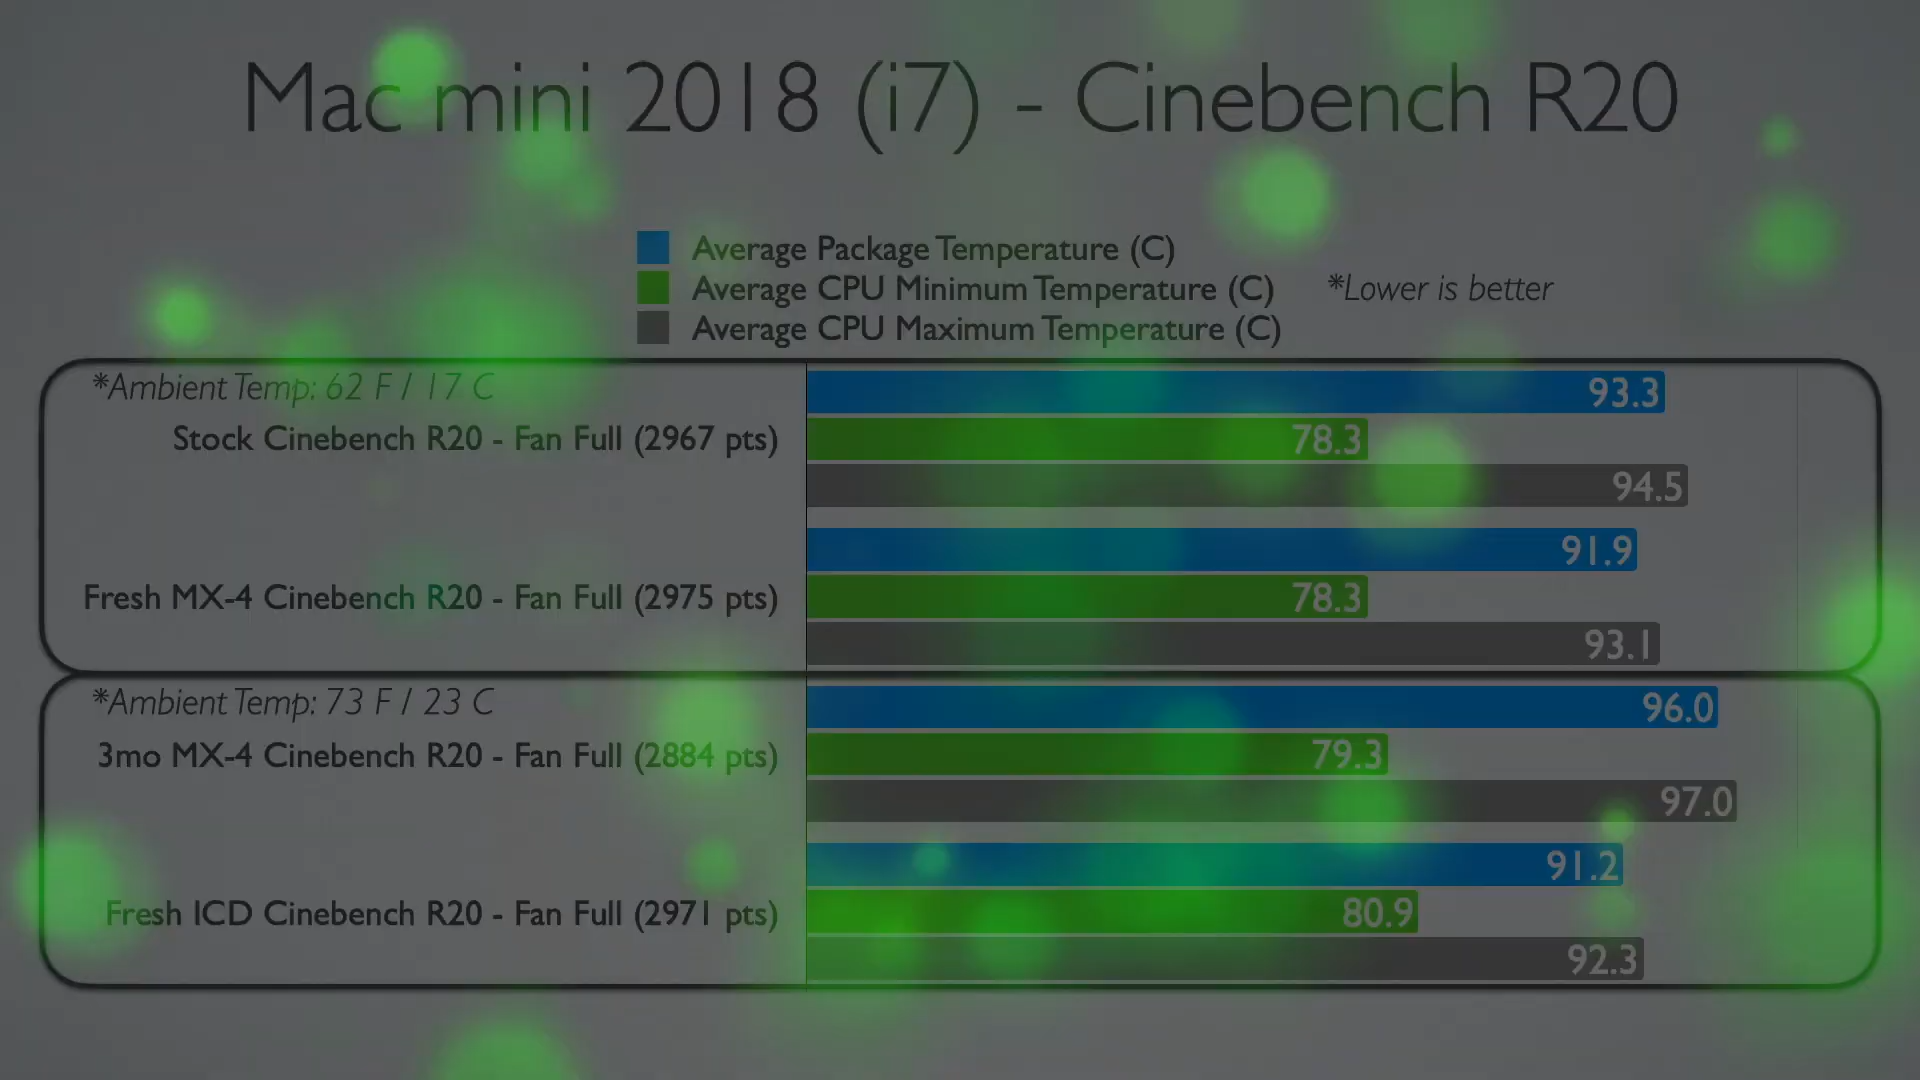 Mac mini 2018 (i7) - Cinebench R20
Average Package Temperature (C)
Average CPU Minimum Temperature (C)
*Lower is better
Average CPU Maximum Temperature (C)
*Ambient Temp: 62 F / 17 C
93.3
Stock Cinebench R20 - Fan Full (2967 pts)
78.3
94.5
91.9
Fresh MX-4 Cinebench R20 - Fan Full (2975 pts)
78.3
93.1
*Ambient Temp: 73 F / 23 C
96.0
3mo MX-4 Cinebench R20 - Fan Full (2884 pts)
79.3
97.0
91.2
Fresh ICD Cinebench R20 - Fan Full (2971 pts)
80.9
92.3